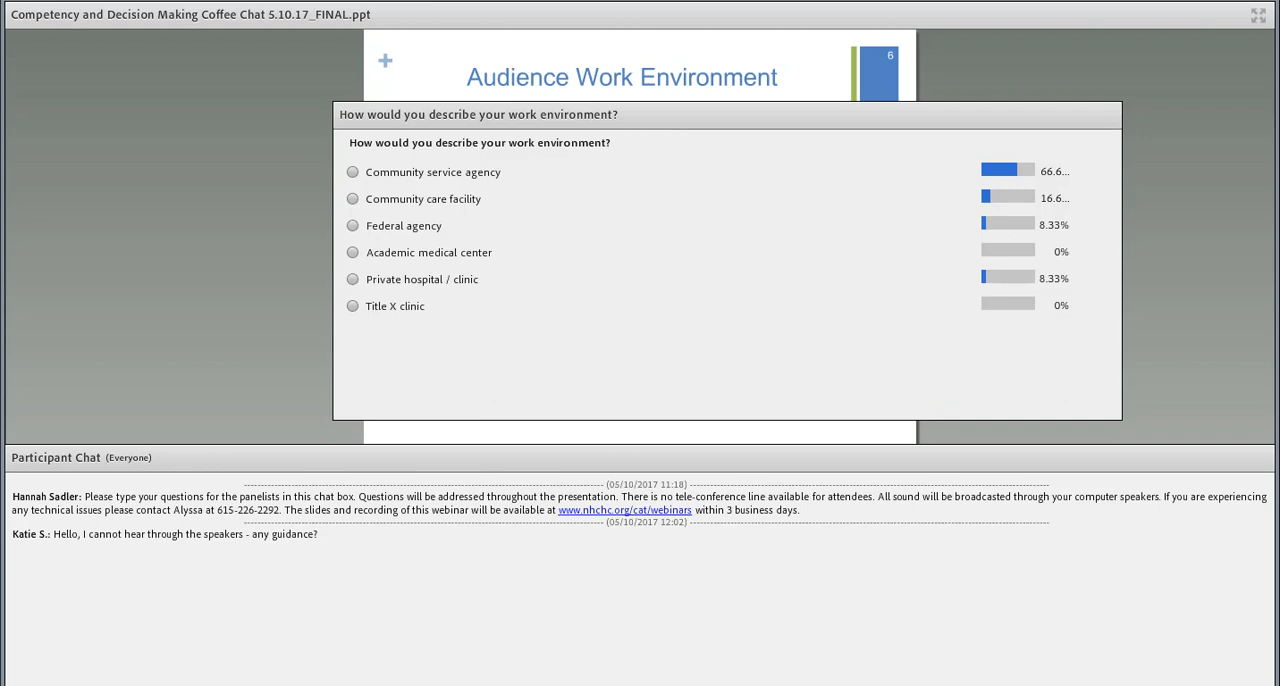 Competency and Decision Making Coffee Chat 5.10.17_FINAL.ppt
+
6
Audience Work Environment
How would you describe your work environment?
How would you describe your work environment?
Community service agency 66.6...
Community care facility 16.6...
Federal agency 8.33%
Academic medical center 0%
Private hospital / clinic 8.33%
Title X clinic 0%
Participant Chat (Everyone)
(05/10/2017 11:18)
Hannah Sadler: Please type your questions for the panelists in this chat box. Questions will be addressed throughout the presentation. There is no tele-conference line available for attendees. All sound will be broadcasted through your computer speakers. If you are experiencing
any technical issues please contact Alyssa at 615-226-2292. The slides and recording of this webinar will be available at www.nhchc.org/cat/webinars within 3 business days.
(05/10/2017 12:02)
Katie S.: Hello, I cannot hear through the speakers - any guidance?